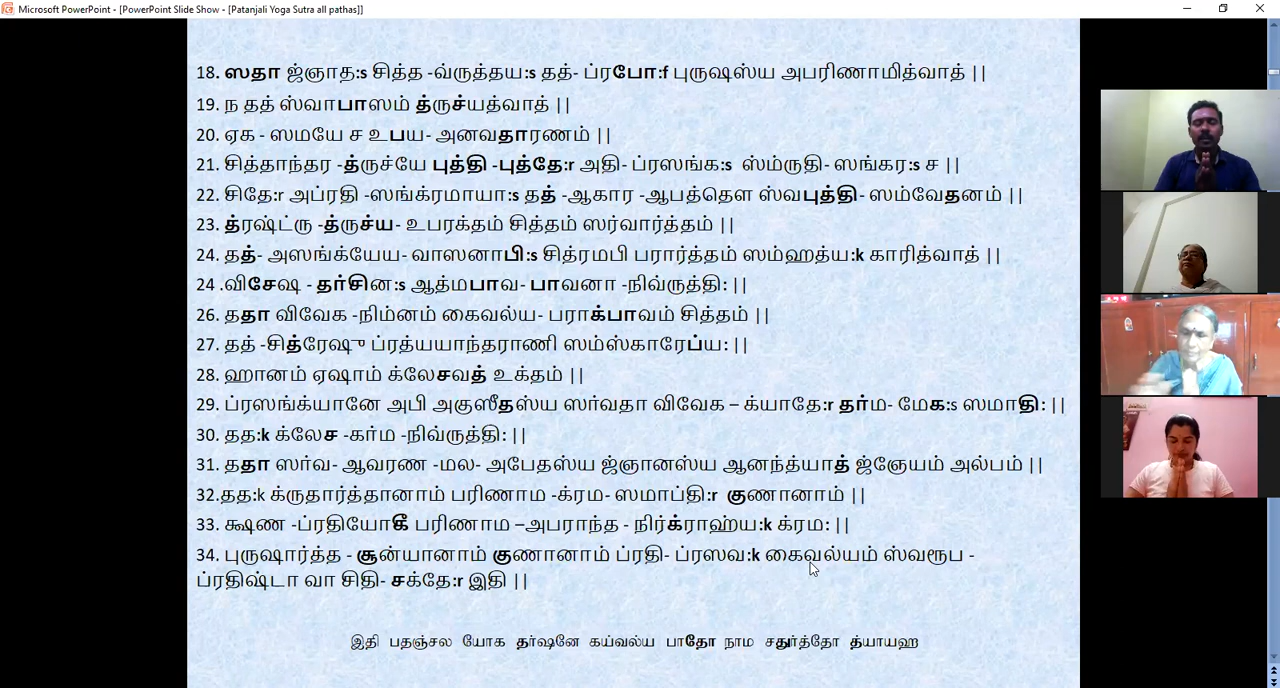 Microsoft PowerPoint - [PowerPoint Slide Show - [Patanjali Yoga Sutra all pathas]]
18. ஸதா ஜ்ஞாத:s சித்த -வ்ருத்தய:s தத்- ப்ரபோ:f புருஷஸ்ய அபரிணாமித்வாத் ||
19. ந தத் ஸ்வாபாஸம் த்ருச்யத்வாத் ||
20. ஏக - ஸமயே ச உபய- அனவதாரணம் ||
21. சித்தாந்தர -த்ருச்யே புத்தி -புத்தே:r அதி- ப்ரஸங்க:s ஸ்ம்ருதி- ஸங்கர:s ச ||
22. சிதே:r அப்ரதி -ஸங்க்ரமாயா:s தத் -ஆகார -ஆபத்தௌ ஸ்வபுத்தி- ஸம்வேதனம் ||
23. த்ரஷ்ட்ரு -த்ருச்ய- உபரக்தம் சித்தம் ஸர்வார்த்தம் ||
24. தத்- அஸங்க்யேய- வாஸனாபி:s சித்ரமபி பரார்த்தம் ஸம்ஹத்ய:k காரித்வாத் ||
24 .விசேஷ - தர்சின:s ஆத்மபாவ- பாவனா -நிவ்ருத்தி: ||
26. ததா விவேக -நிம்னம் கைவல்ய- பராக்பாவம் சித்தம் ||
27. தத் -சித்ரேஷு ப்ரத்யயாந்தராணி ஸம்ஸ்காரேப்ய: ||
28. ஹானம் ஏஷாம் க்லேசவத் உக்தம் ||
29. ப்ரஸங்க்யானே அபி அகுஸீதஸ்ய ஸர்வதா விவேக – க்யாதே:r தர்ம- மேக:s ஸமாதி: ||
30. தத:k க்லேச -கர்ம -நிவ்ருத்தி: ||
31. ததா ஸர்வ- ஆவரண -மல- அபேதஸ்ய ஜ்ஞானஸ்ய ஆனந்த்யாத் ஜ்ஞேயம் அல்பம் ||
32.தத:k க்ருதார்த்தானாம் பரிணாம -க்ரம- ஸமாப்தி:r குணானாம் ||
33. க்ஷண -ப்ரதியோகீ பரிணாம –அபராந்த - நிர்க்ராஹ்ய:k க்ரம: ||
34. புருஷார்த்த - சூன்யானாம் குணானாம் ப்ரதி- ப்ரஸவ:k கைவல்யம் ஸ்வரூப -
ப்ரதிஷ்டா வா சிதி- சக்தே:r இதி ||
இதி பதஞ்சல யோக தர்ஷனே கய்வல்ய பாதோ நாம சதுர்த்தோ த்யாயஹ